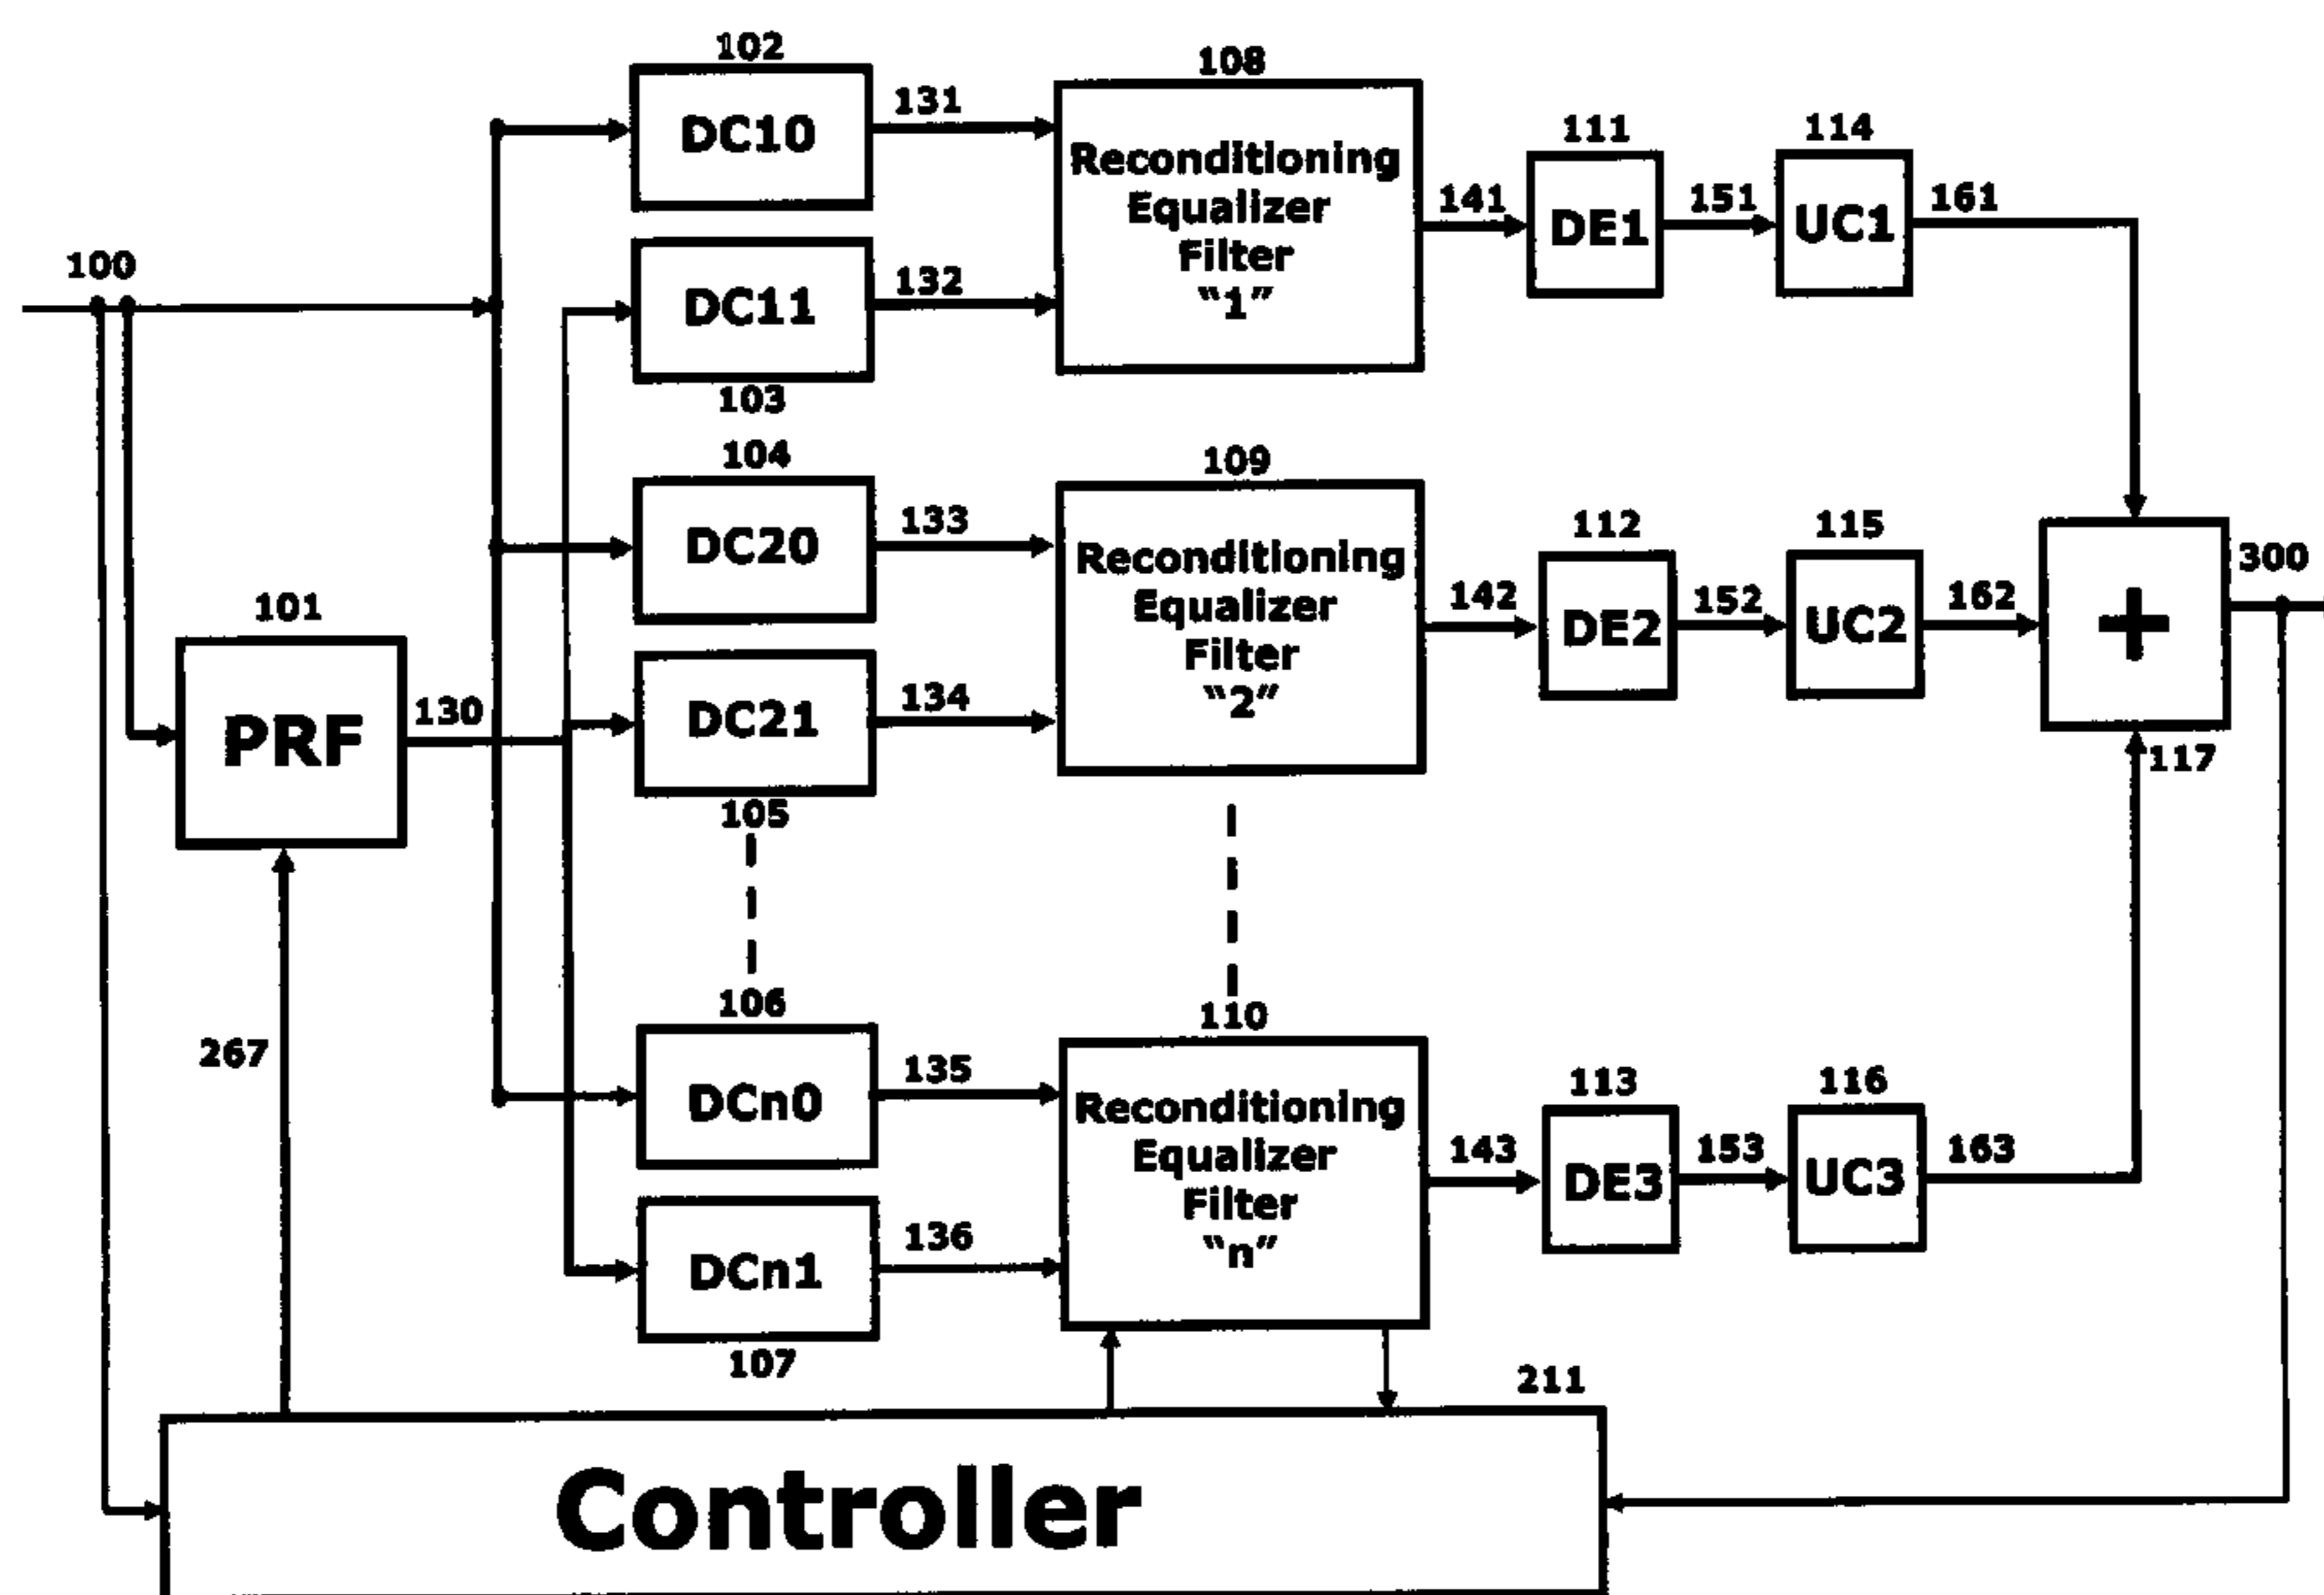 102
DC10
131
108
Reconditioning
Equalizer
Filter
“1”
141
111
DE1
151
114
UC1
161
100
DC11
132
103
104
DC20
133
109
Reconditioning
Equalizer
Filter
“2”
142
112
DE2
152
115
UC2
162
+
300
117
101
PRF
130
DC21
134
105
106
DCn0
135
110
Reconditioning
Equalizer
Filter
“n”
143
113
DE3
153
116
UC3
163
267
DCn1
136
107
211
Controller